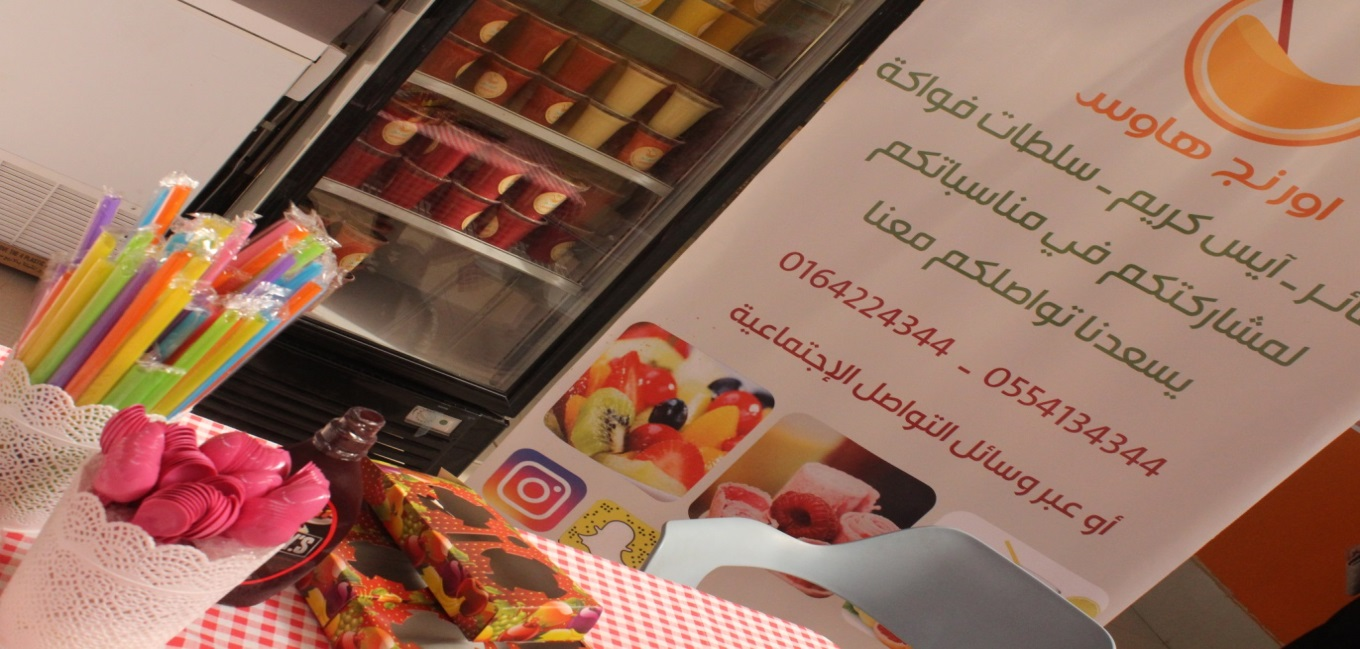 اورنج هاوس
آيس كريم - سلطات فواكة
لمشاركتكم في مناسباتكم
يسعدنا تواصلكم معنا
0554134344 - 0164224344
أو عبر وسائل التواصل الإجتماعية